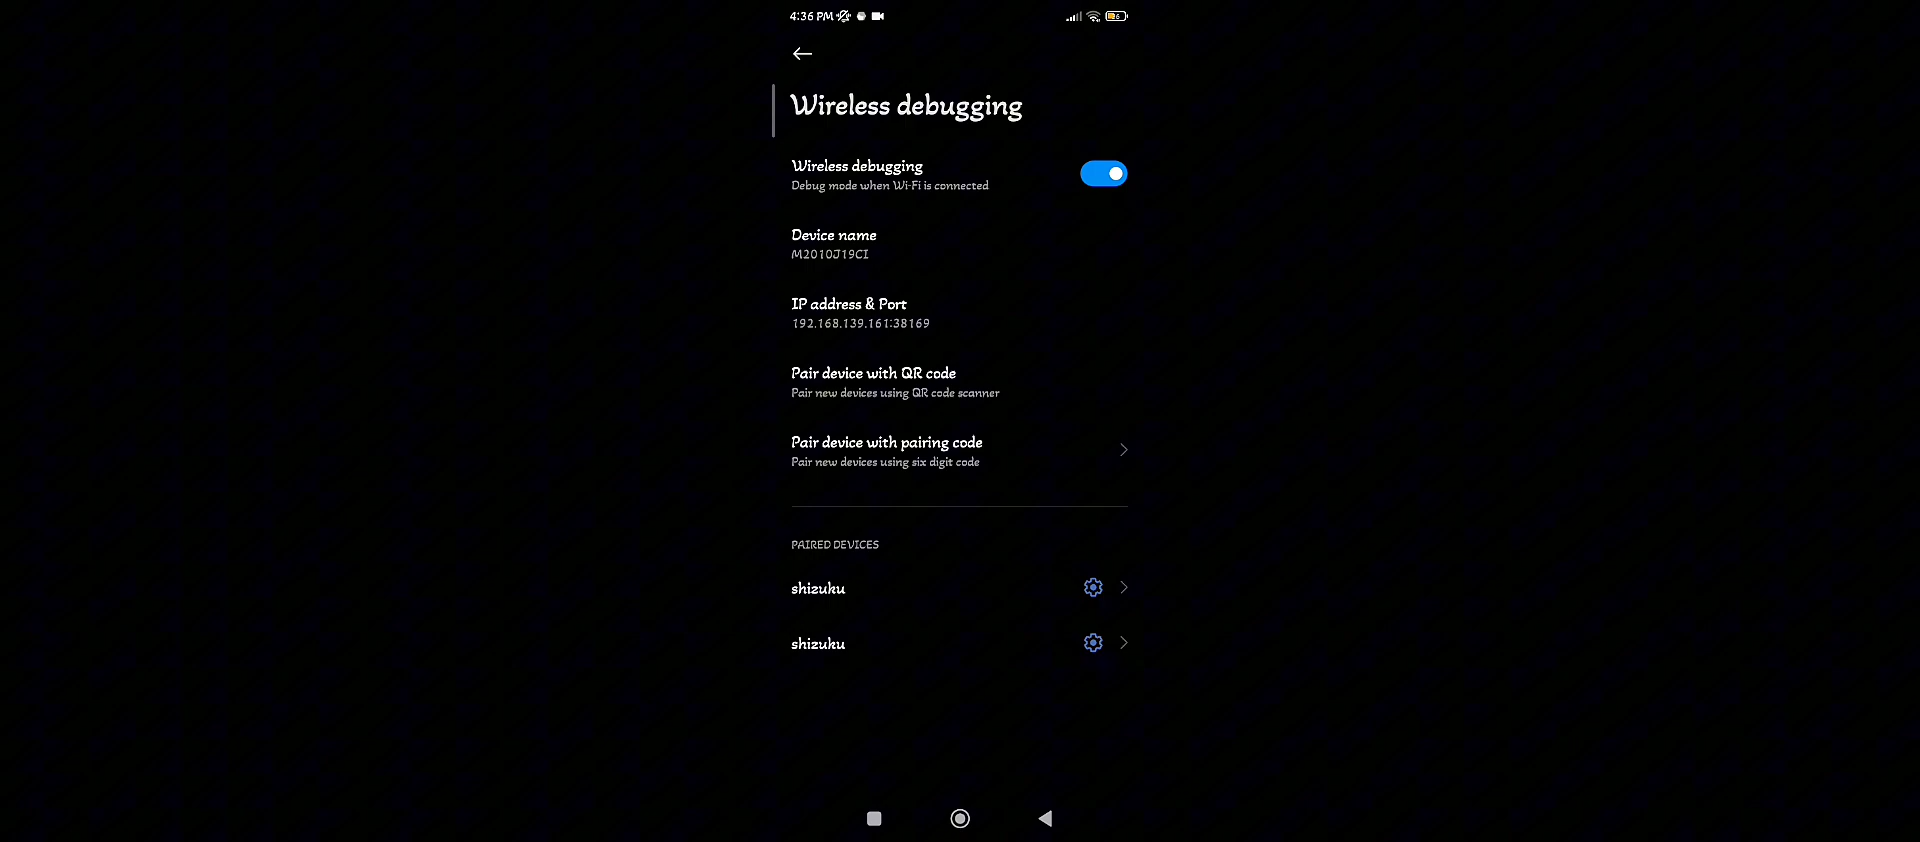 4:36 PM
Wireless debugging
Wireless debugging
Debug mode when Wi-Fi is connected
Device name
M2010J19CI
IP address & Port
192.168.139.161:38169
Pair device with QR code
Pair new devices using QR code scanner
Pair device with pairing code
Pair new devices using six digit code
PAIRED DEVICES
shizuku
shizuku